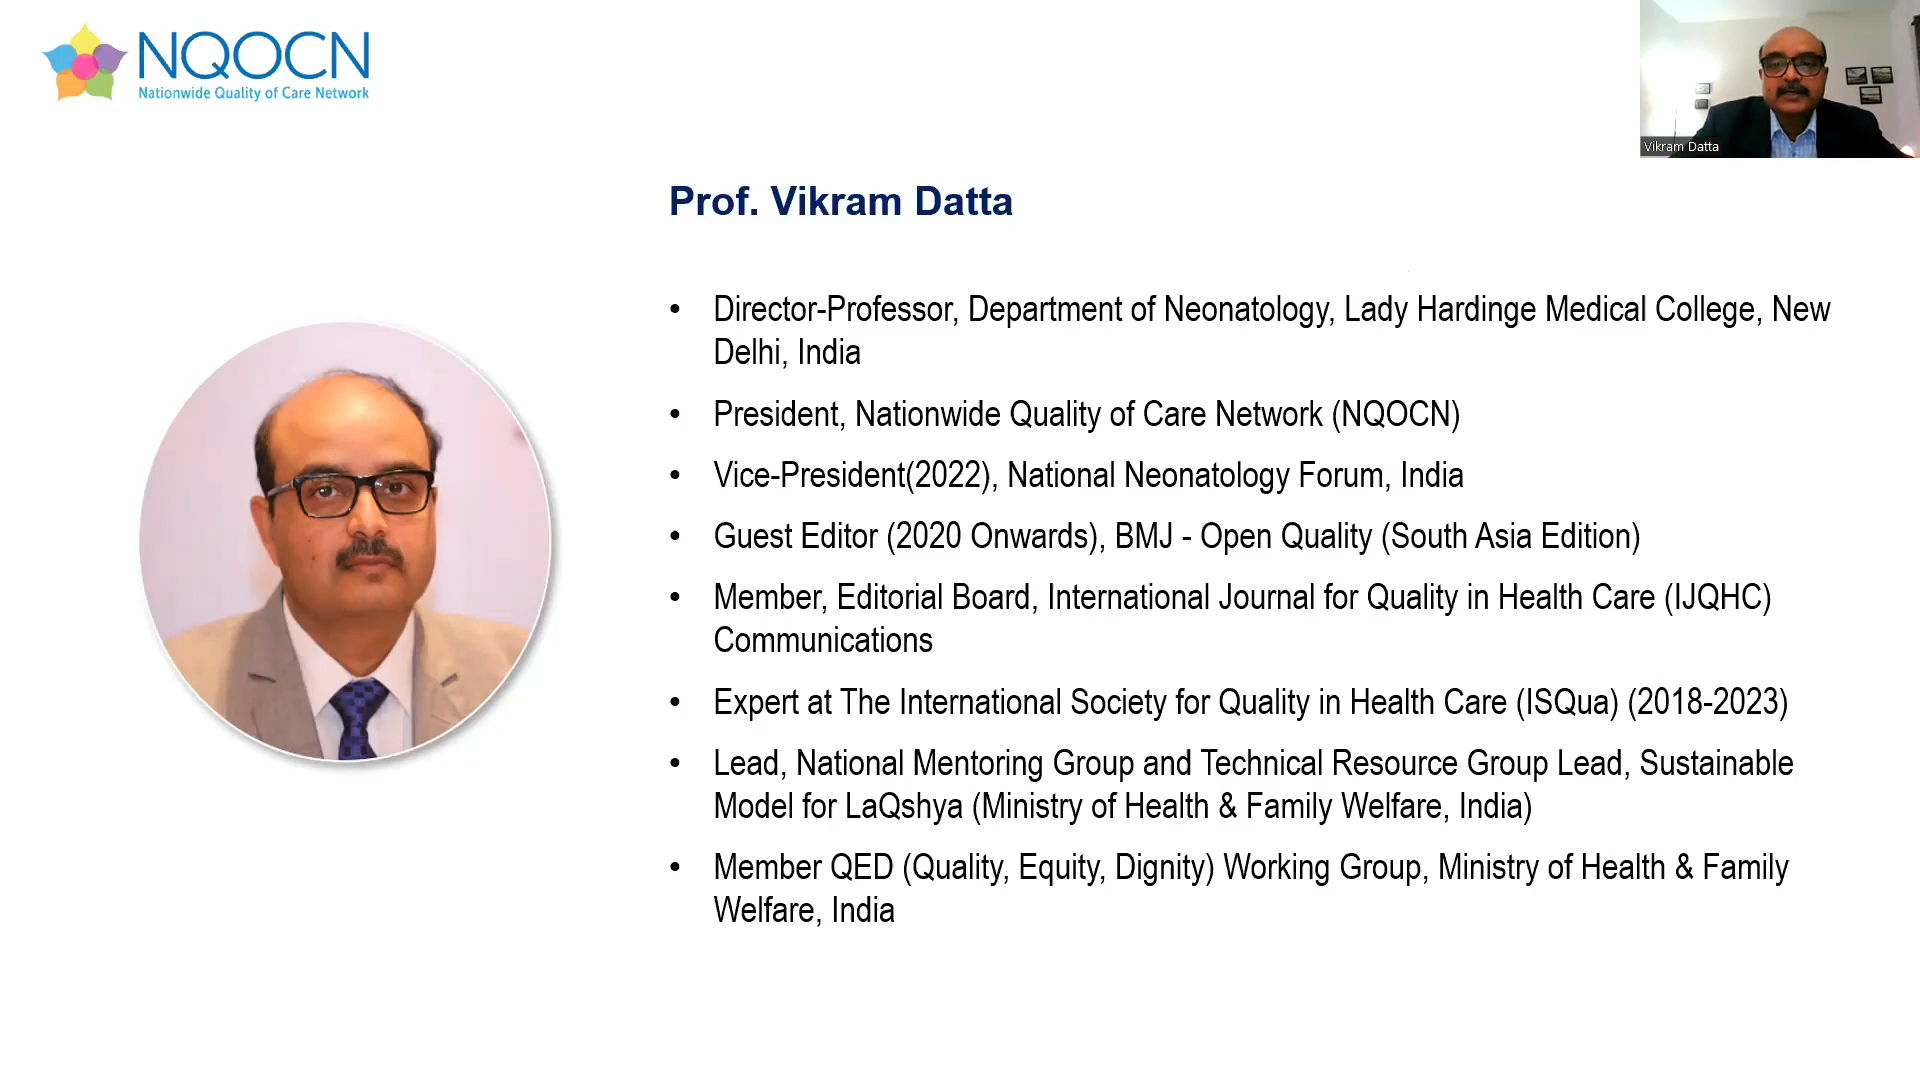 NQOCN
Nationwide Quality of Care Network
Vikram Datta
Prof. Vikram Datta
• Director-Professor, Department of Neonatology, Lady Hardinge Medical College, New
Delhi, India
• President, Nationwide Quality of Care Network (NQOCN)
• Vice-President(2022), National Neonatology Forum, India
• Guest Editor (2020 Onwards), BMJ - Open Quality (South Asia Edition)
• Member, Editorial Board, International Journal for Quality in Health Care (IJQHC)
Communications
• Expert at The International Society for Quality in Health Care (ISQua) (2018-2023)
• Lead, National Mentoring Group and Technical Resource Group Lead, Sustainable
Model for LaQshya (Ministry of Health & Family Welfare, India)
• Member QED (Quality, Equity, Dignity) Working Group, Ministry of Health & Family
Welfare, India